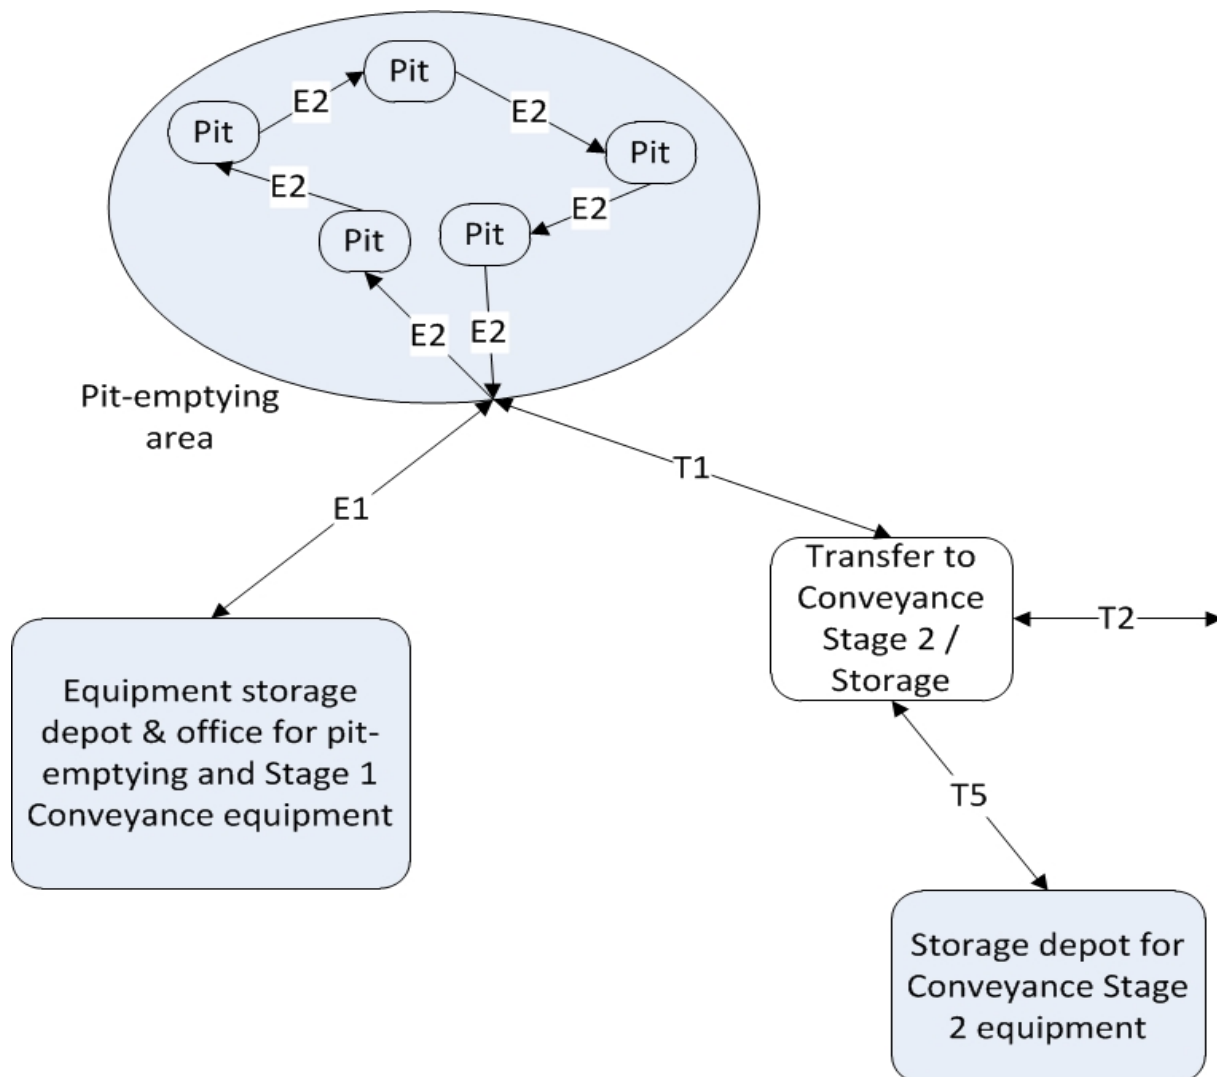 Pit
E2
E2
Pit
Pit
E2
E2
Pit
Pit
E2
E2
Pit-emptying
area
T1
E1
Transfer to
Conveyance
Stage 2 /
Storage
T2
Equipment storage
depot & office for pit-
emptying and Stage 1
Conveyance equipment
T5
Storage depot for
Conveyance Stage
2 equipment